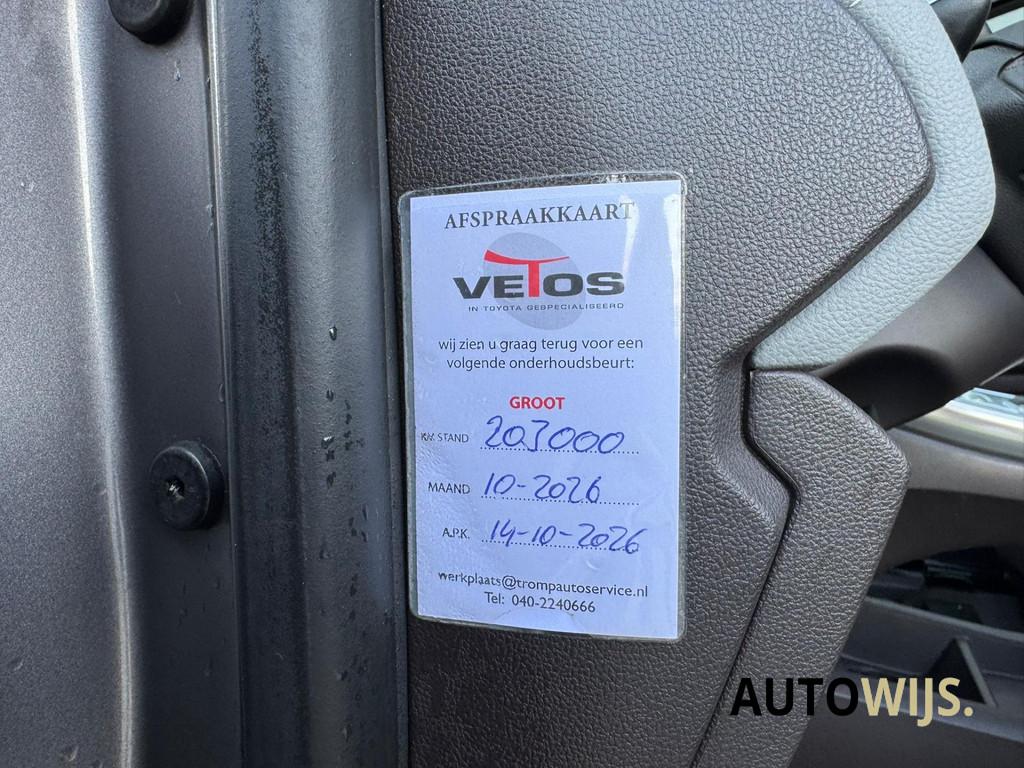 AFSPRAAKKAART
VETOS
IN TOYOTA GESPECIALISEERD
wij zien u graag terug voor een
volgende onderhoudsbeurt:
GROOT
KM. STAND 203000
MAAND 10-2026
A.P.K. 14-10-2026
werkplaats@trompautoservice.nl
Tel: 040-2240666
AUTOWIJS.